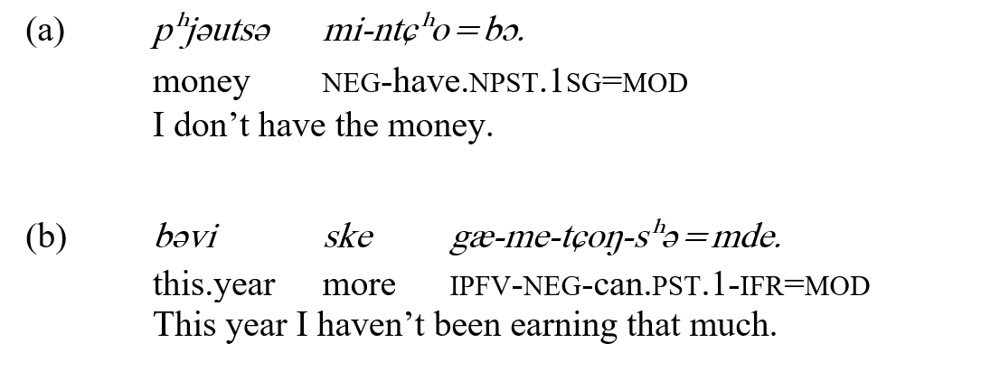 (a) pʰjəutsə mi-ntɕʰo=bɔ.
money NEG-have.NPST.1SG=MOD
I don’t have the money.
(b) bəvi ske gæ-me-tɕoŋ-sʰə=mde.
this.year more IPFV-NEG-can.PST.1-IFR=MOD
This year I haven’t been earning that much.